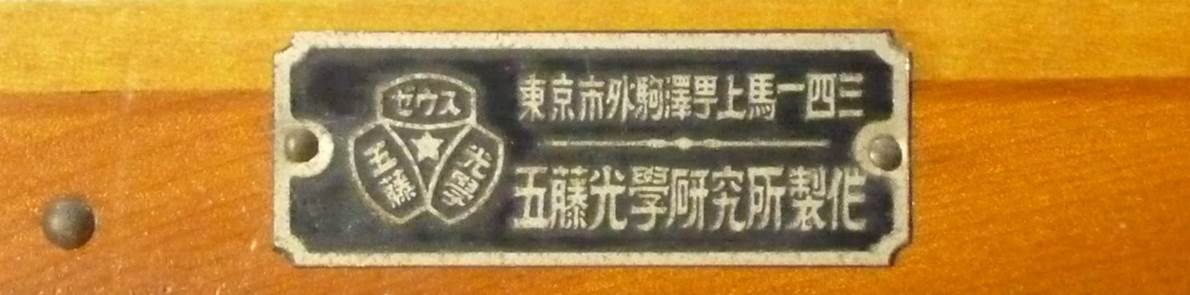 ゼウス
五藤
光學
東京市外駒澤町上馬一四三
五藤光學研究所製作